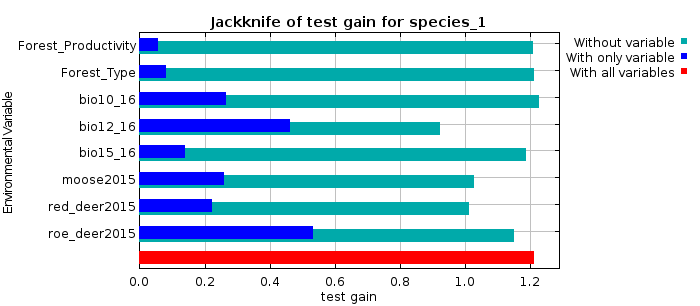 Jackknife of test gain for species_1
Environmental Variable
Forest_Productivity
Forest_Type
bio10_16
bio12_16
bio15_16
moose2015
red_deer2015
roe_deer2015
0.0 0.2 0.4 0.6 0.8 1.0 1.2
test gain
Without variable
With only variable
With all variables